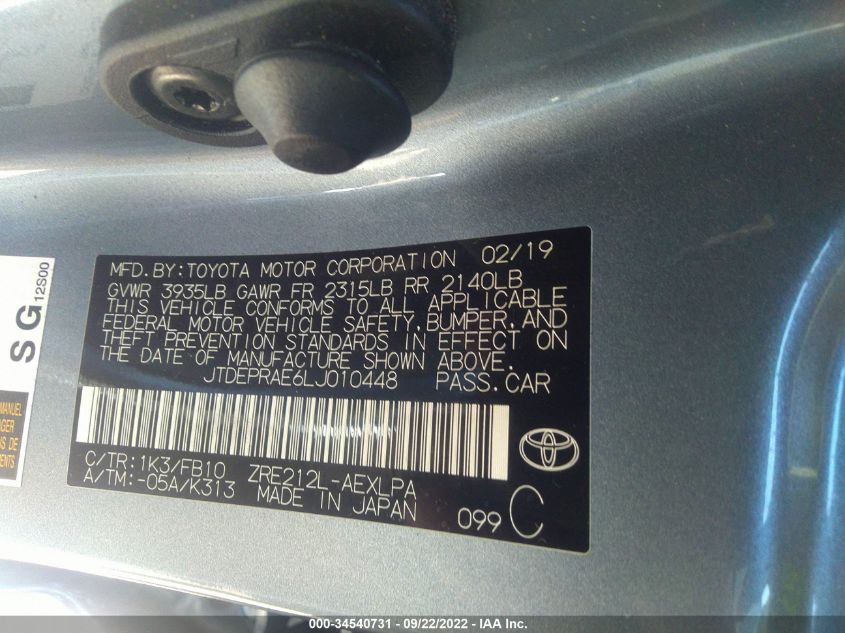 MFD.BY:TOYOTA MOTOR CORPORATION 02/19
GVWR 3935LB GAWR FR 2315LB RR 2140LB
THIS VEHICLE CONFORMS TO ALL APPLICABLE
FEDERAL MOTOR VEHICLE SAFETY,BUMPER,AND
THEFT PREVENTION STANDARDS IN EFFECT ON
THE DATE OF MANUFACTURE SHOWN ABOVE.
JTDEPRAE6LJ010448 PASS.CAR
C/TR:1K3/FB10 ZRE212L-AEXLPA
A/TM:-05A/K313 MADE IN JAPAN
099 C
SG
12S00
MANUEL
000-34540731 - 09/22/2022 - IAA Inc.